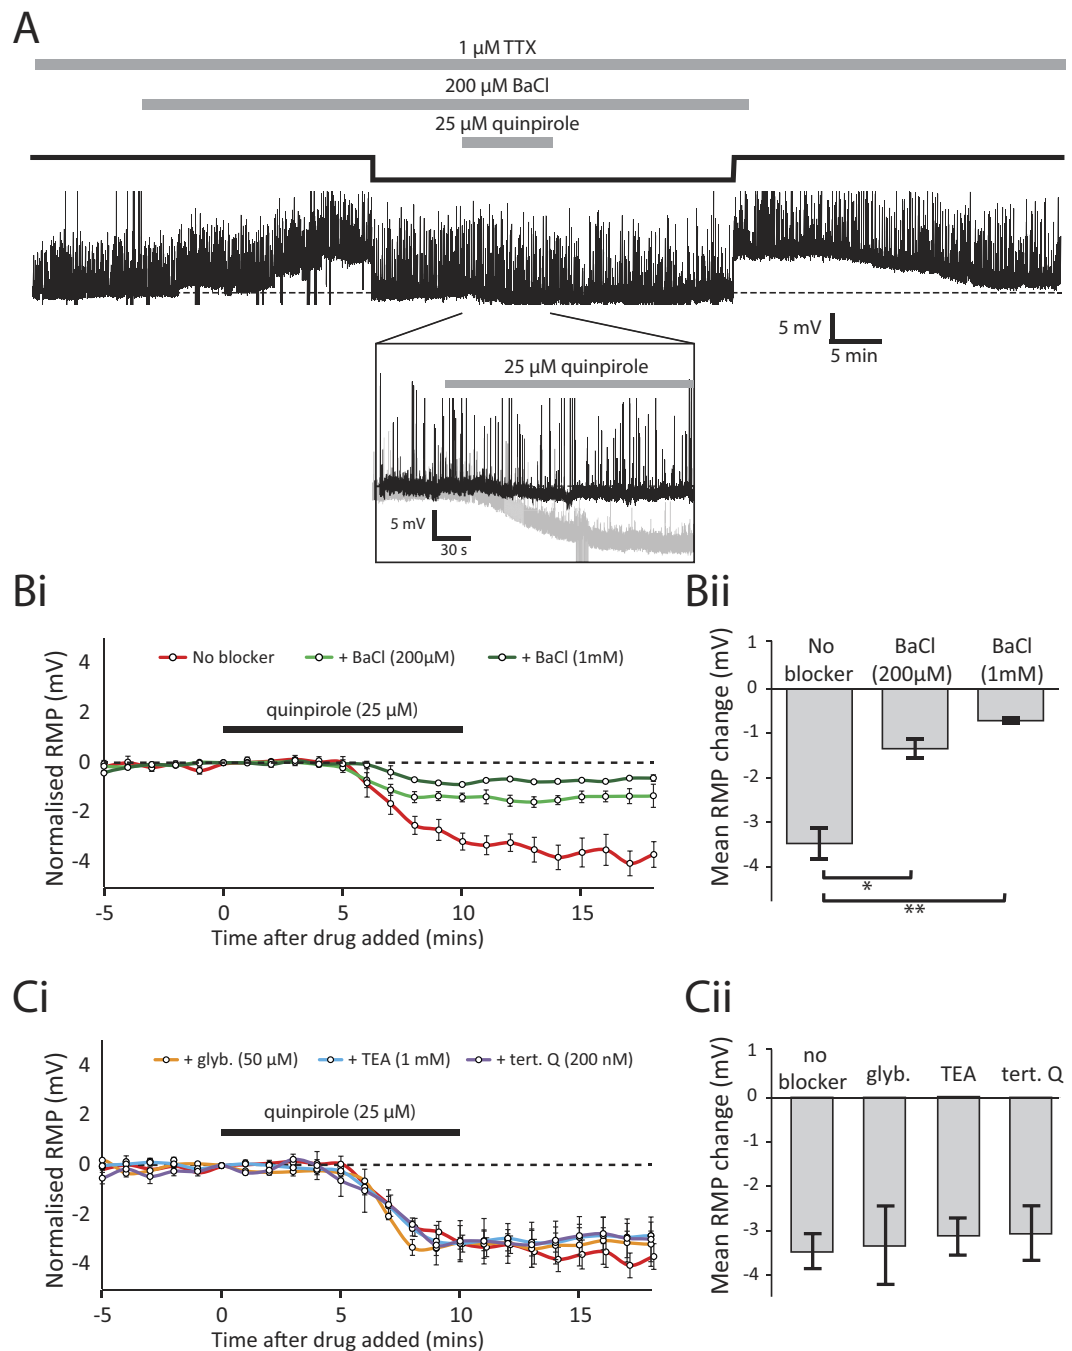 A
1 µM TTX
200 µM BaCl
25 µM quinpirole
5 mV
5 min
25 µM quinpirole
5 mV
30 s
Bi
Normalised RMP (mV)
4
2
0
-2
-4
No blocker
+ BaCl (200µM)
+ BaCl (1mM)
quinpirole (25 µM)
-5
0
5
10
15
Time after drug added (mins)
Bii
Mean RMP change (mV)
1
0
-1
-2
-3
-4
No
blocker
BaCl
(200µM)
BaCl
(1mM)
*
**
Ci
Normalised RMP (mV)
4
2
0
-2
-4
+ glyb. (50 µM)
+ TEA (1 mM)
+ tert. Q (200 nM)
quinpirole (25 µM)
-5
0
5
10
15
Time after drug added (mins)
Cii
Mean RMP change (mV)
1
0
-1
-2
-3
-4
no
blocker
glyb.
TEA
tert. Q